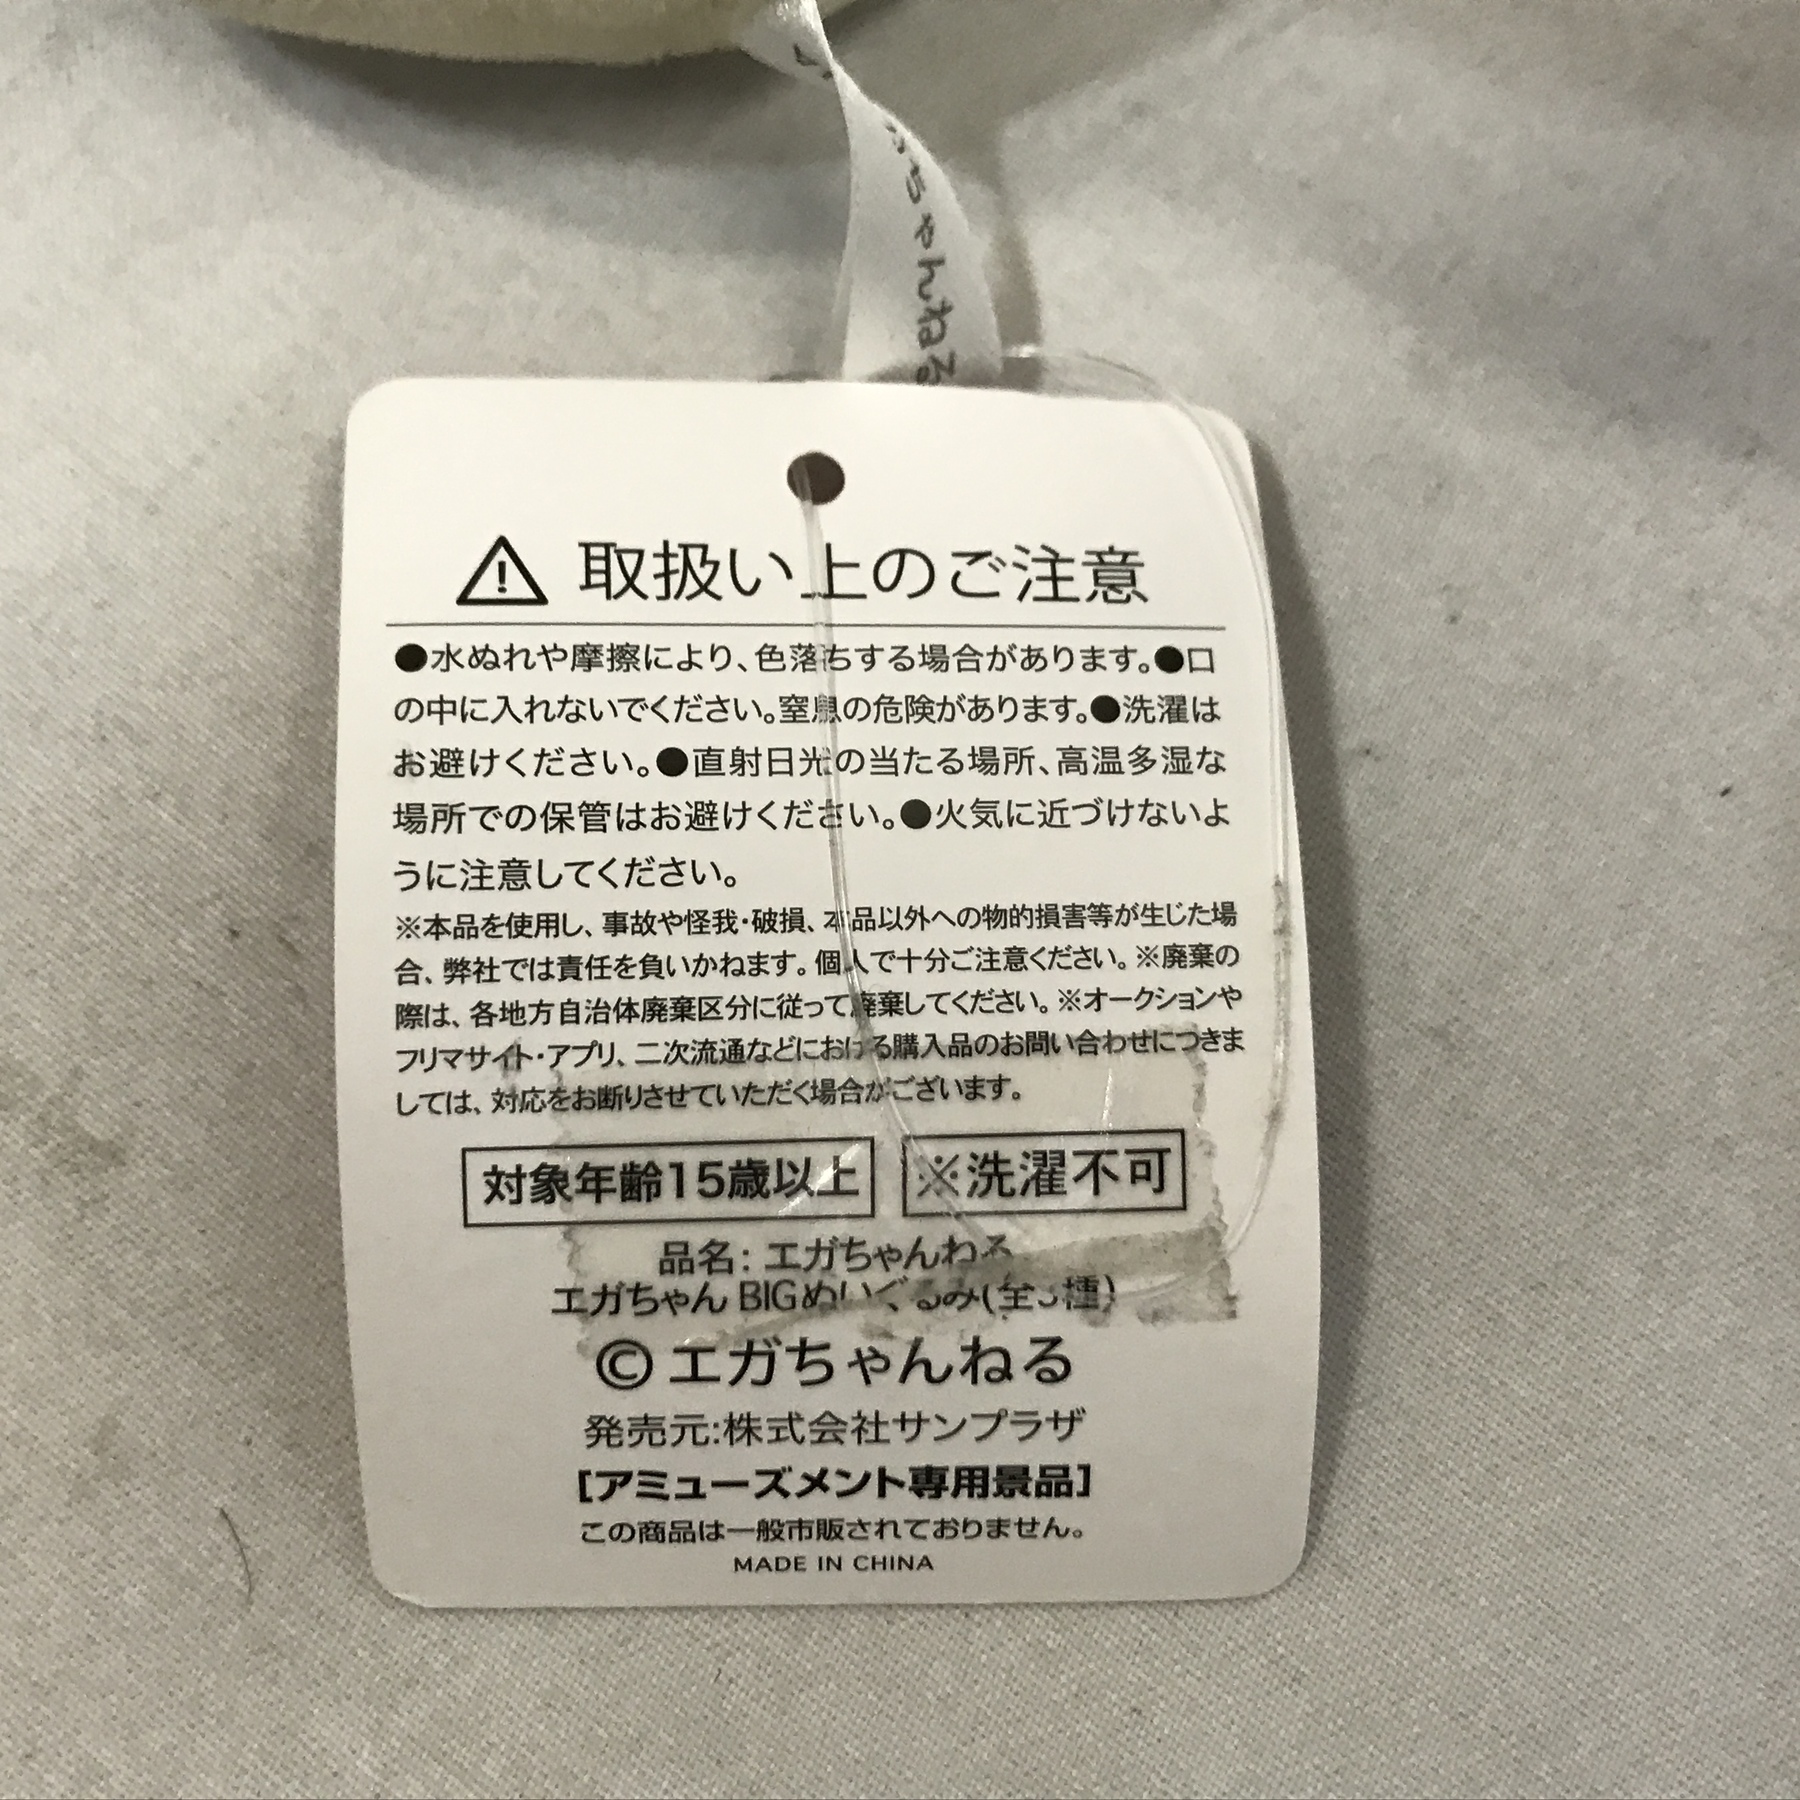 ちゃんねる
取扱い上のご注意
●水ぬれや摩擦により、色落ちする場合があります。●口
の中に入れないでください。窒息の危険があります。●洗濯は
お避けください。●直射日光の当たる場所、高温多湿な
場所での保管はお避けください。●火気に近づけないよ
うに注意してください。
※本品を使用し、事故や怪我・破損、本品以外への物的損害等が生じた場
合、弊社では責任を負いかねます。個人で十分ご注意ください。※廃棄の
際は、各地方自治体廃棄区分に従って廃棄してください。※オークションや
フリマサイト・アプリ、二次流通などにおける購入品のお問い合わせにつきま
しては、対応をお断りさせていただく場合がございます。
対象年齢15歳以上
※洗濯不可
品名：エガちゃんねる
エガちゃん BIGぬいぐるみ(全3種)
©エガちゃんねる
発売元:株式会社サンプラザ
[アミューズメント専用景品]
この商品は一般市販されておりません。
MADE IN CHINA